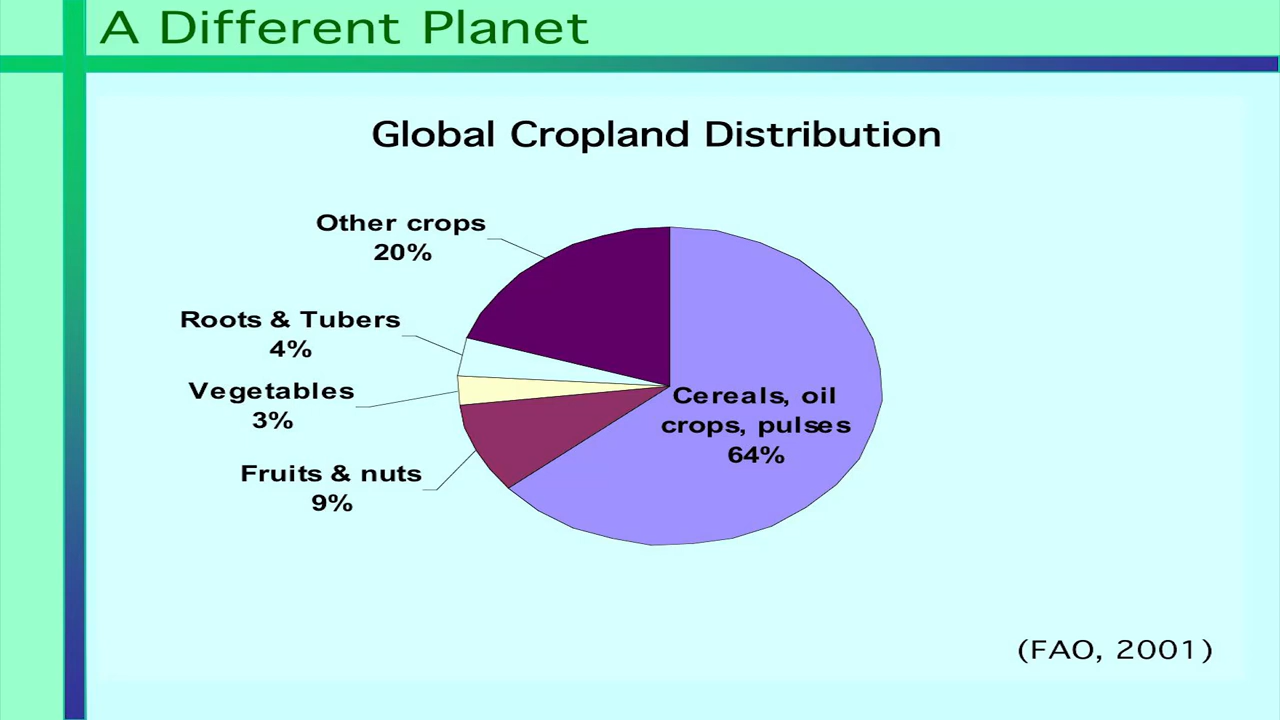 A Different Planet
Global Cropland Distribution
Other crops
20%
Roots & Tubers
4%
Vegetables
3%
Fruits & nuts
9%
Cereals, oil
crops, pulses
64%
(FAO, 2001)